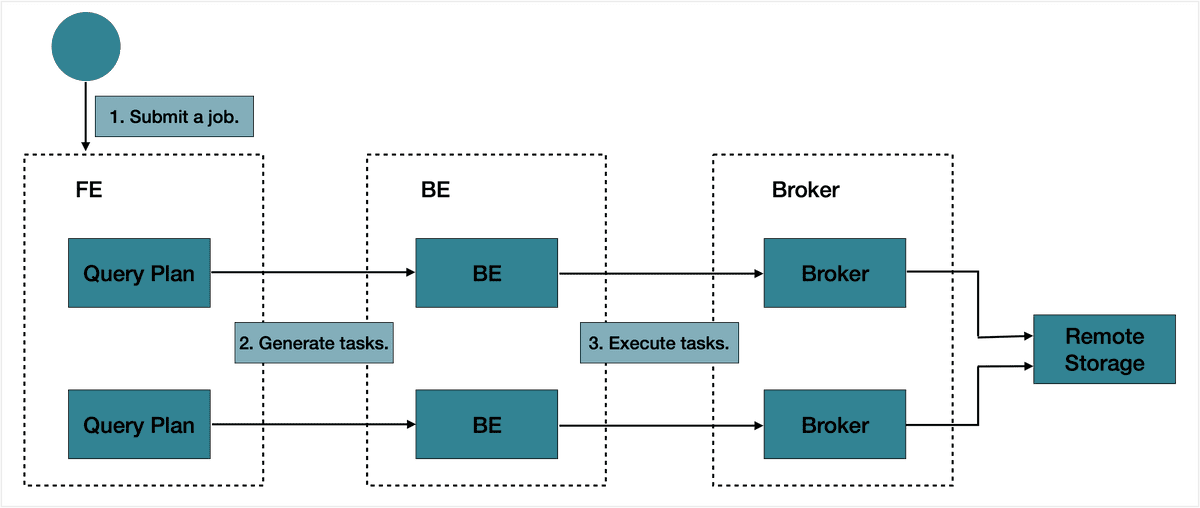 1. Submit a job.
FE
BE
Broker
Query Plan
BE
Broker
2. Generate tasks.
3. Execute tasks.
Remote
Storage
Query Plan
BE
Broker